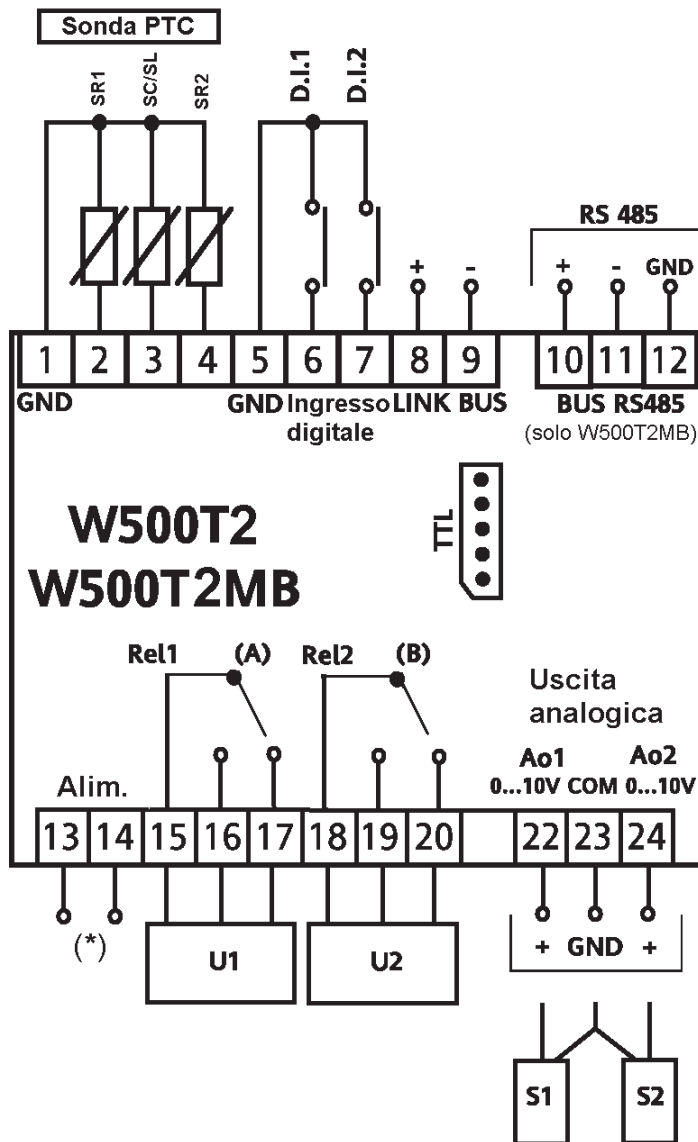 Sonda PTC
SR1
SC/SL
SR2
D.I.1
D.I.2
RS 485
+ -
+ - GND
1 2 3 4 5 6 7 8 9 10 11 12
GND GND Ingresso digitale LINK BUS BUS RS485
(solo W500T2MB)
TTL
W500T2
W500T2MB
Rel1 (A) Rel2 (B)
Uscita
analogica
Ao1 Ao2
Alim. 0...10V COM 0...10V
13 14 15 16 17 18 19 20 22 23 24
(*) U1 U2 + GND +
S1 S2